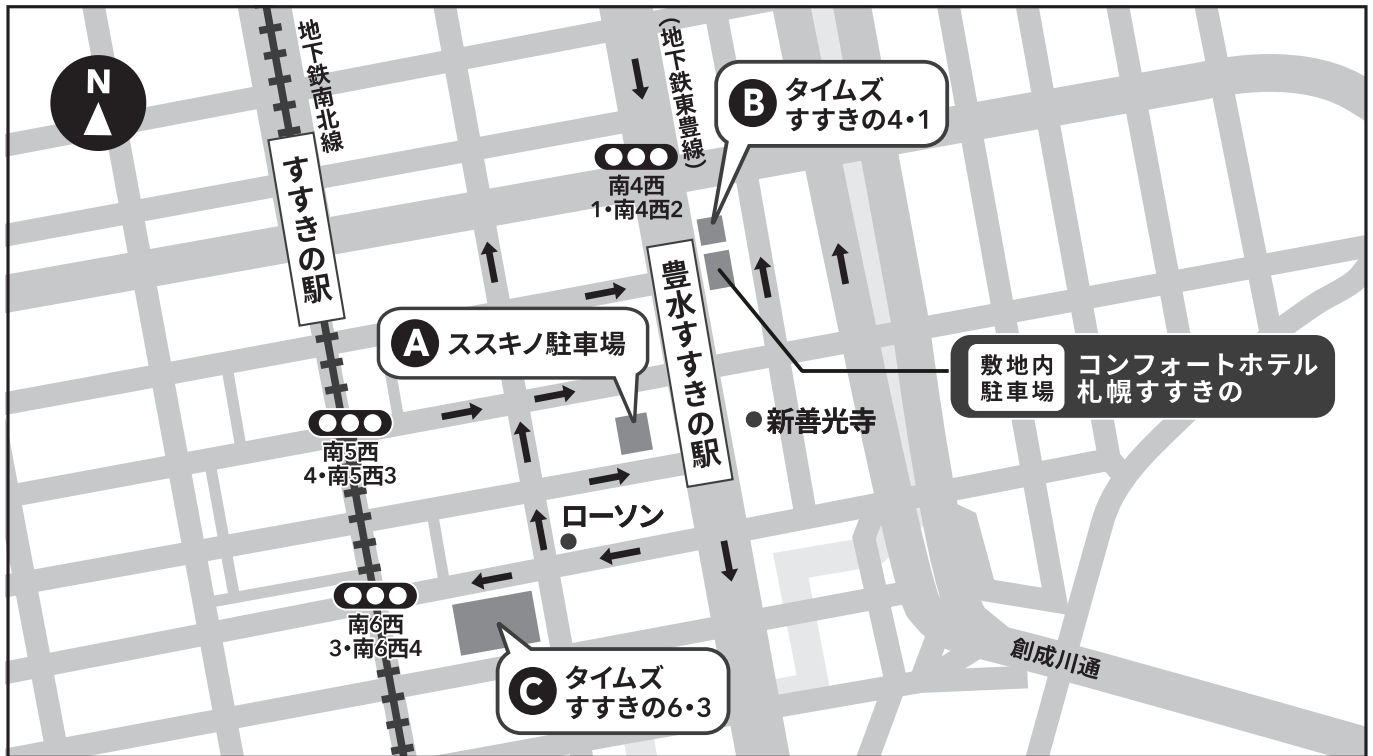 N
地下鉄南北線
(地下鉄東豊線)
B
タイムズ
すすきの4・1
すすきの駅
南4西
1・南4西2
豊水すすきの駅
A
ススキノ駐車場
敷地内
駐車場
コンフォートホテル
札幌すすきの
新善光寺
南5西
4・南5西3
ローソン
南6西
3・南6西4
創成川通
C
タイムズ
すすきの6・3